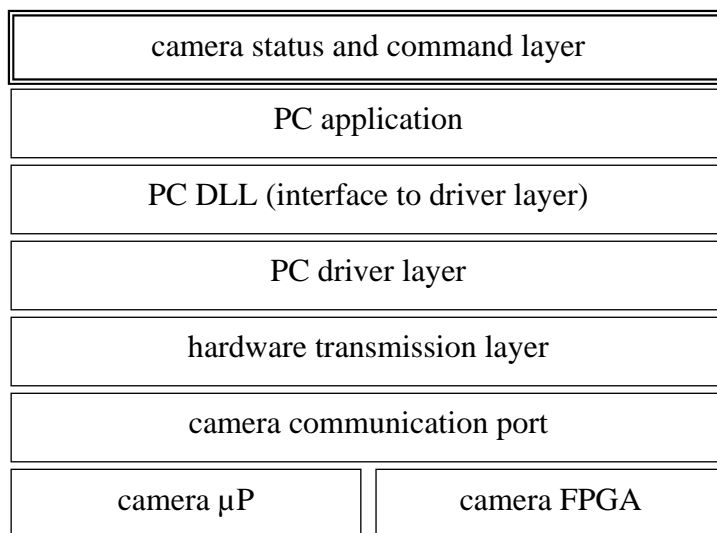 camera status and command layer
PC application
PC DLL (interface to driver layer)
PC driver layer
hardware transmission layer
camera communication port
camera µP
camera FPGA